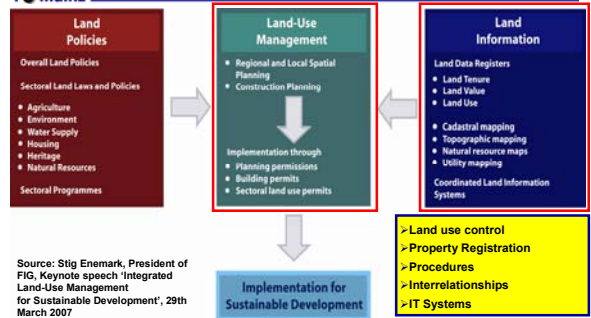 Land
Policies
Overall Land Policies
Sectoral Land Laws and Policies
• Agriculture
• Environment
• Water Supply
• Housing
• Heritage
• Natural Resources
Sectoral Programmes
Land-Use
Management
• Regional and Local Spatial
Planning
• Construction Planning
Implementation through
• Planning permissions
• Building permits
• Sectoral land use permits
Land
Information
Land Data Registers
• Land Tenure
• Land Value
• Land Use
• Cadastral mapping
• Topographic mapping
• Natural resource maps
• Utility mapping
Coordinated Land Information
Systems
Implementation for
Sustainable Development
Source: Stig Enemark, President of
FIG, Keynote speech ‘Integrated
Land-Use Management
for Sustainable Development’, 29th
March 2007
➢Land use control
➢Property Registration
➢Procedures
➢Interrelationships
➢IT Systems